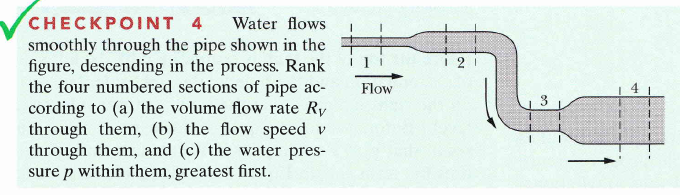 CHECKPOINT 4 Water flows
smoothly through the pipe shown in the
figure, descending in the process. Rank
the four numbered sections of pipe ac-
cording to (a) the volume flow rate RV
through them, (b) the flow speed v
through them, and (c) the water pres-
sure p within them, greatest first.
1
2
Flow
3
4